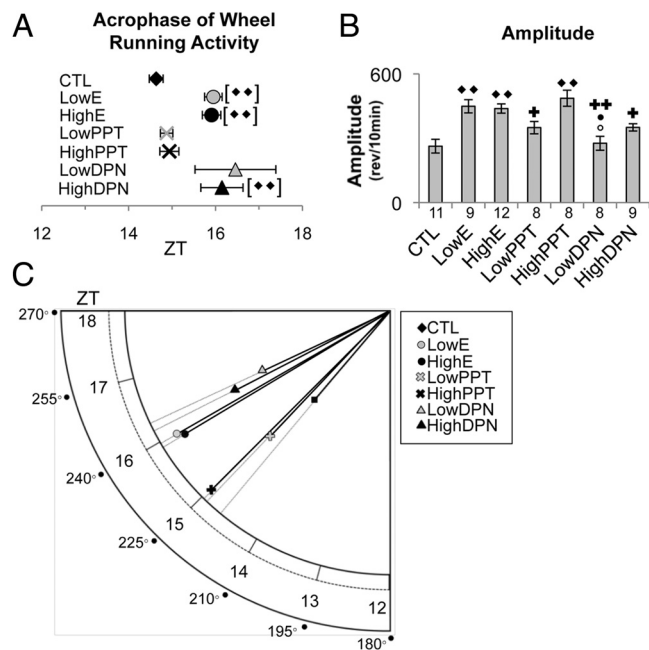 A
Acrophase of Wheel
Running Activity
CTL
LowE
HighE
LowPPT
HighPPT
LowDPN
HighDPN
12 14 16 18
ZT
B
Amplitude
Amplitude
(rev/10min)
600
0
11 9 12 8 8 8 9
CTL LowE HighE LowPPT HighPPT LowDPN HighDPN
C
ZT
270°
18
255°
17
240°
16
225°
15
210°
14
195°
13
180°
12
CTL
LowE
HighE
LowPPT
HighPPT
LowDPN
HighDPN